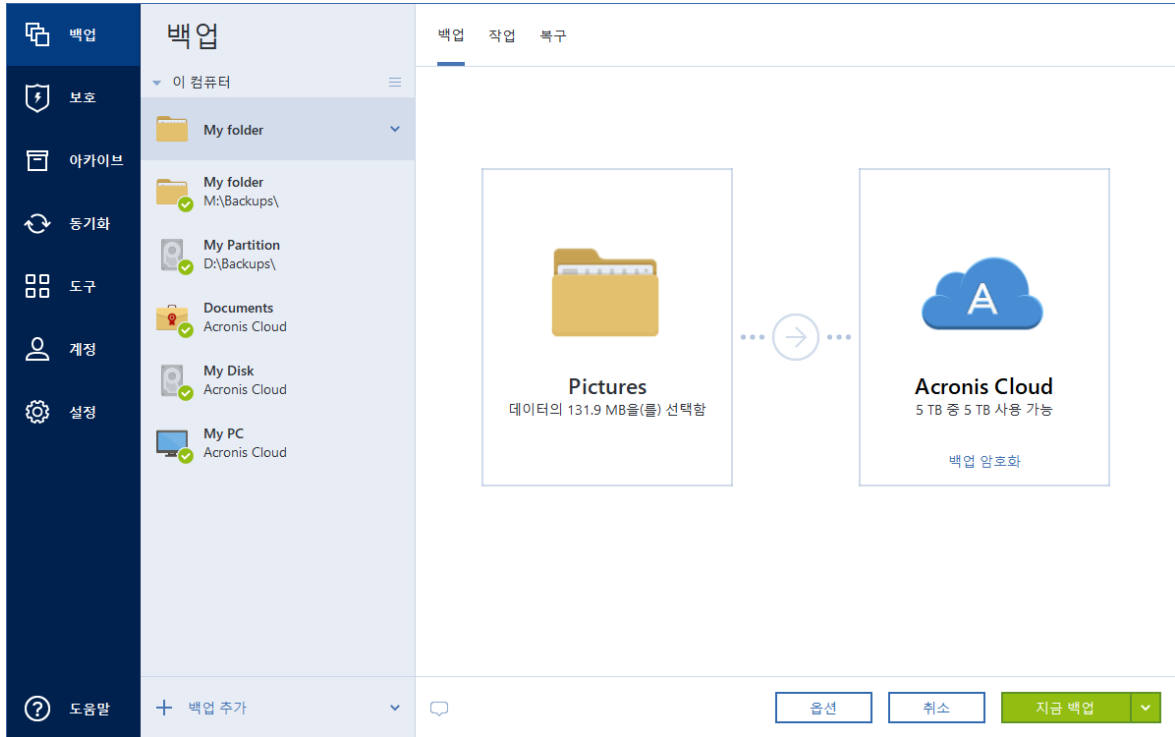 백업
보호
아카이브
동기화
도구
계정
설정
도움말
백업
이 컴퓨터
My folder
My folder
M:\Backups\
My Partition
D:\Backups\
Documents
Acronis Cloud
My Disk
Acronis Cloud
My PC
Acronis Cloud
백업 추가
백업 작업 복구
Pictures
데이터의 131.9 MB을(를) 선택함
Acronis Cloud
5 TB 중 5 TB 사용 가능
백업 암호화
옵션
취소
지금 백업